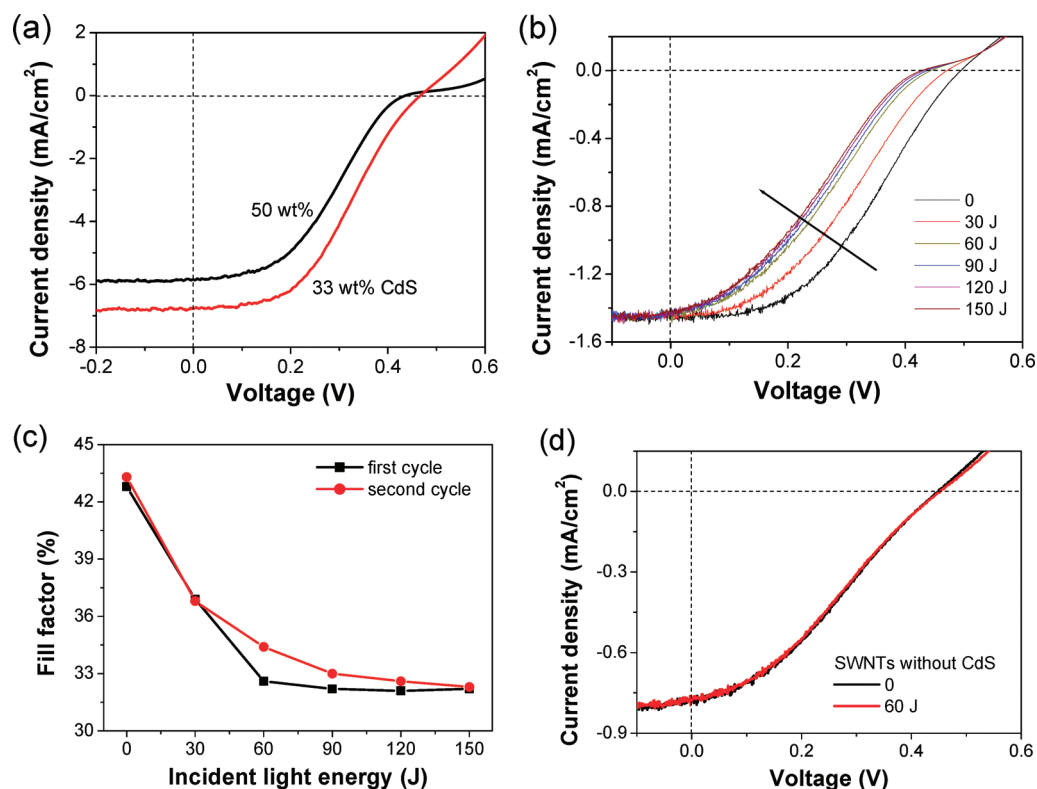 (a)
Current density (mA/cm²)
2
0
-2
-4
-6
-8
50 wt%
33 wt% CdS
-0.2
0.0
0.2
0.4
0.6
Voltage (V)
(b)
Current density (mA/cm²)
0.0
-0.4
-0.8
-1.2
-1.6
0
30 J
60 J
90 J
120 J
150 J
0.0
0.2
0.4
0.6
Voltage (V)
(c)
Fill factor (%)
45
42
39
36
33
30
first cycle
second cycle
0
30
60
90
120
150
Incident light energy (J)
(d)
Current density (mA/cm²)
0.0
-0.3
-0.6
-0.9
SWNTs without CdS
0
60 J
0.0
0.2
0.4
0.6
Voltage (V)